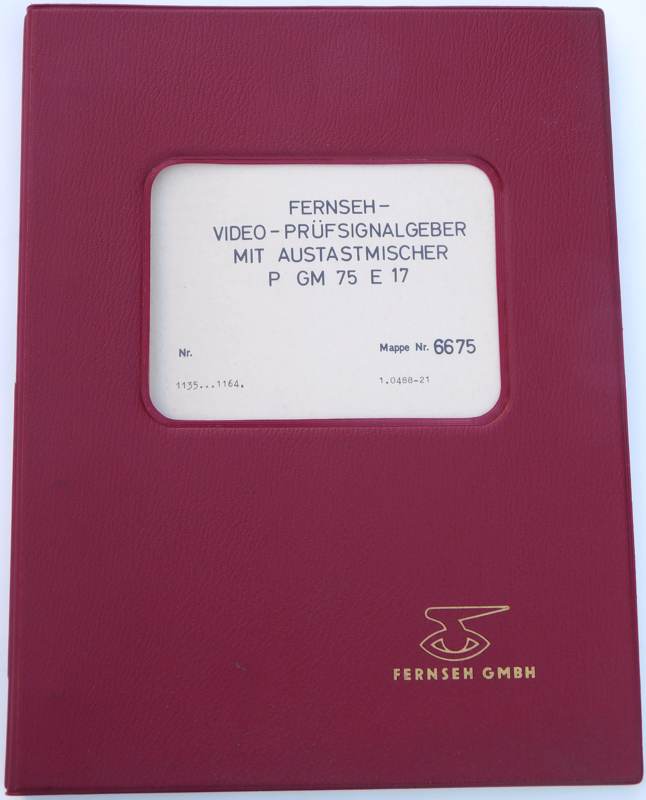 FERNSEH-
VIDEO-PRÜFSIGNALGEBER
MIT AUSTASTMISCHER
P GM 75 E 17
Nr. Mappe Nr. 6675
1135...1164. 1.0488-21
FERNSEH GMBH